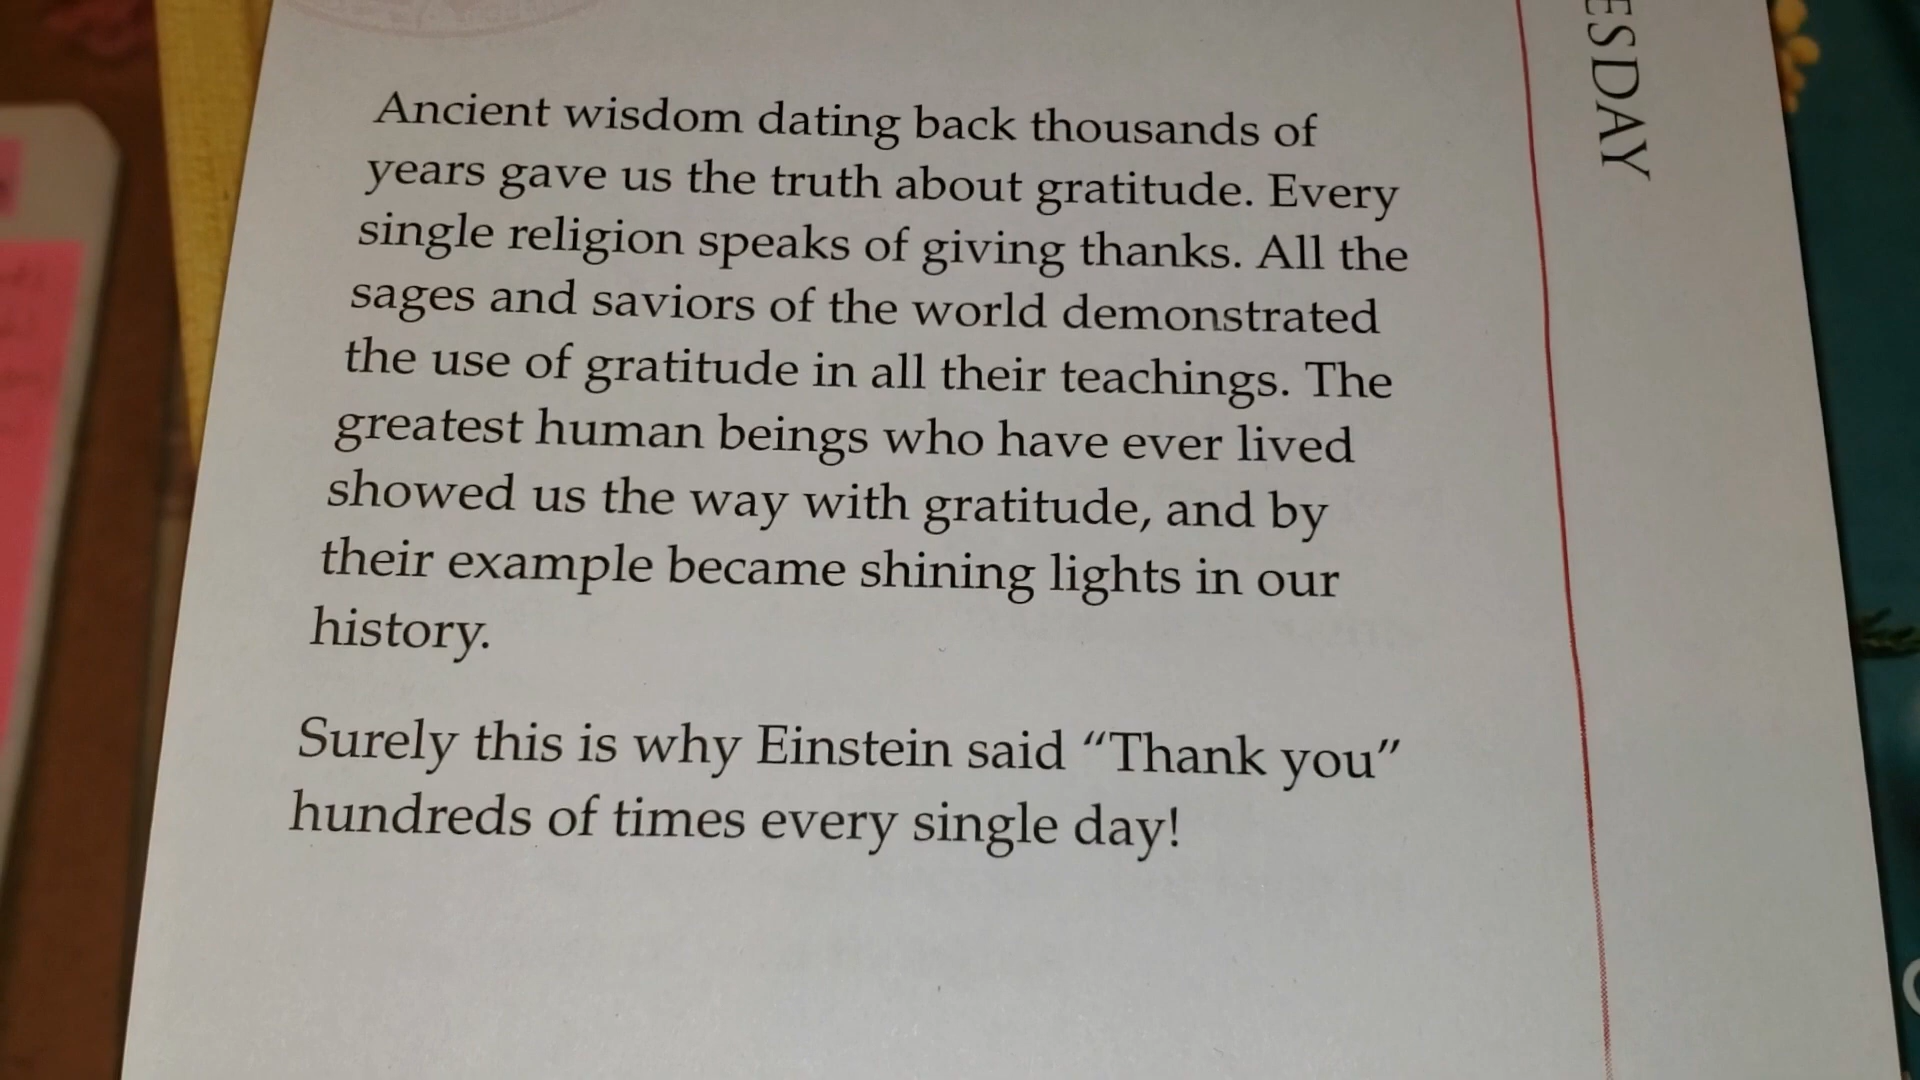 Ancient wisdom dating back thousands of
years gave us the truth about gratitude. Every
single religion speaks of giving thanks. All the
sages and saviors of the world demonstrated
the use of gratitude in all their teachings. The
greatest human beings who have ever lived
showed us the way with gratitude, and by
their example became shining lights in our
history.
Surely this is why Einstein said “Thank you”
hundreds of times every single day!
ESDAY